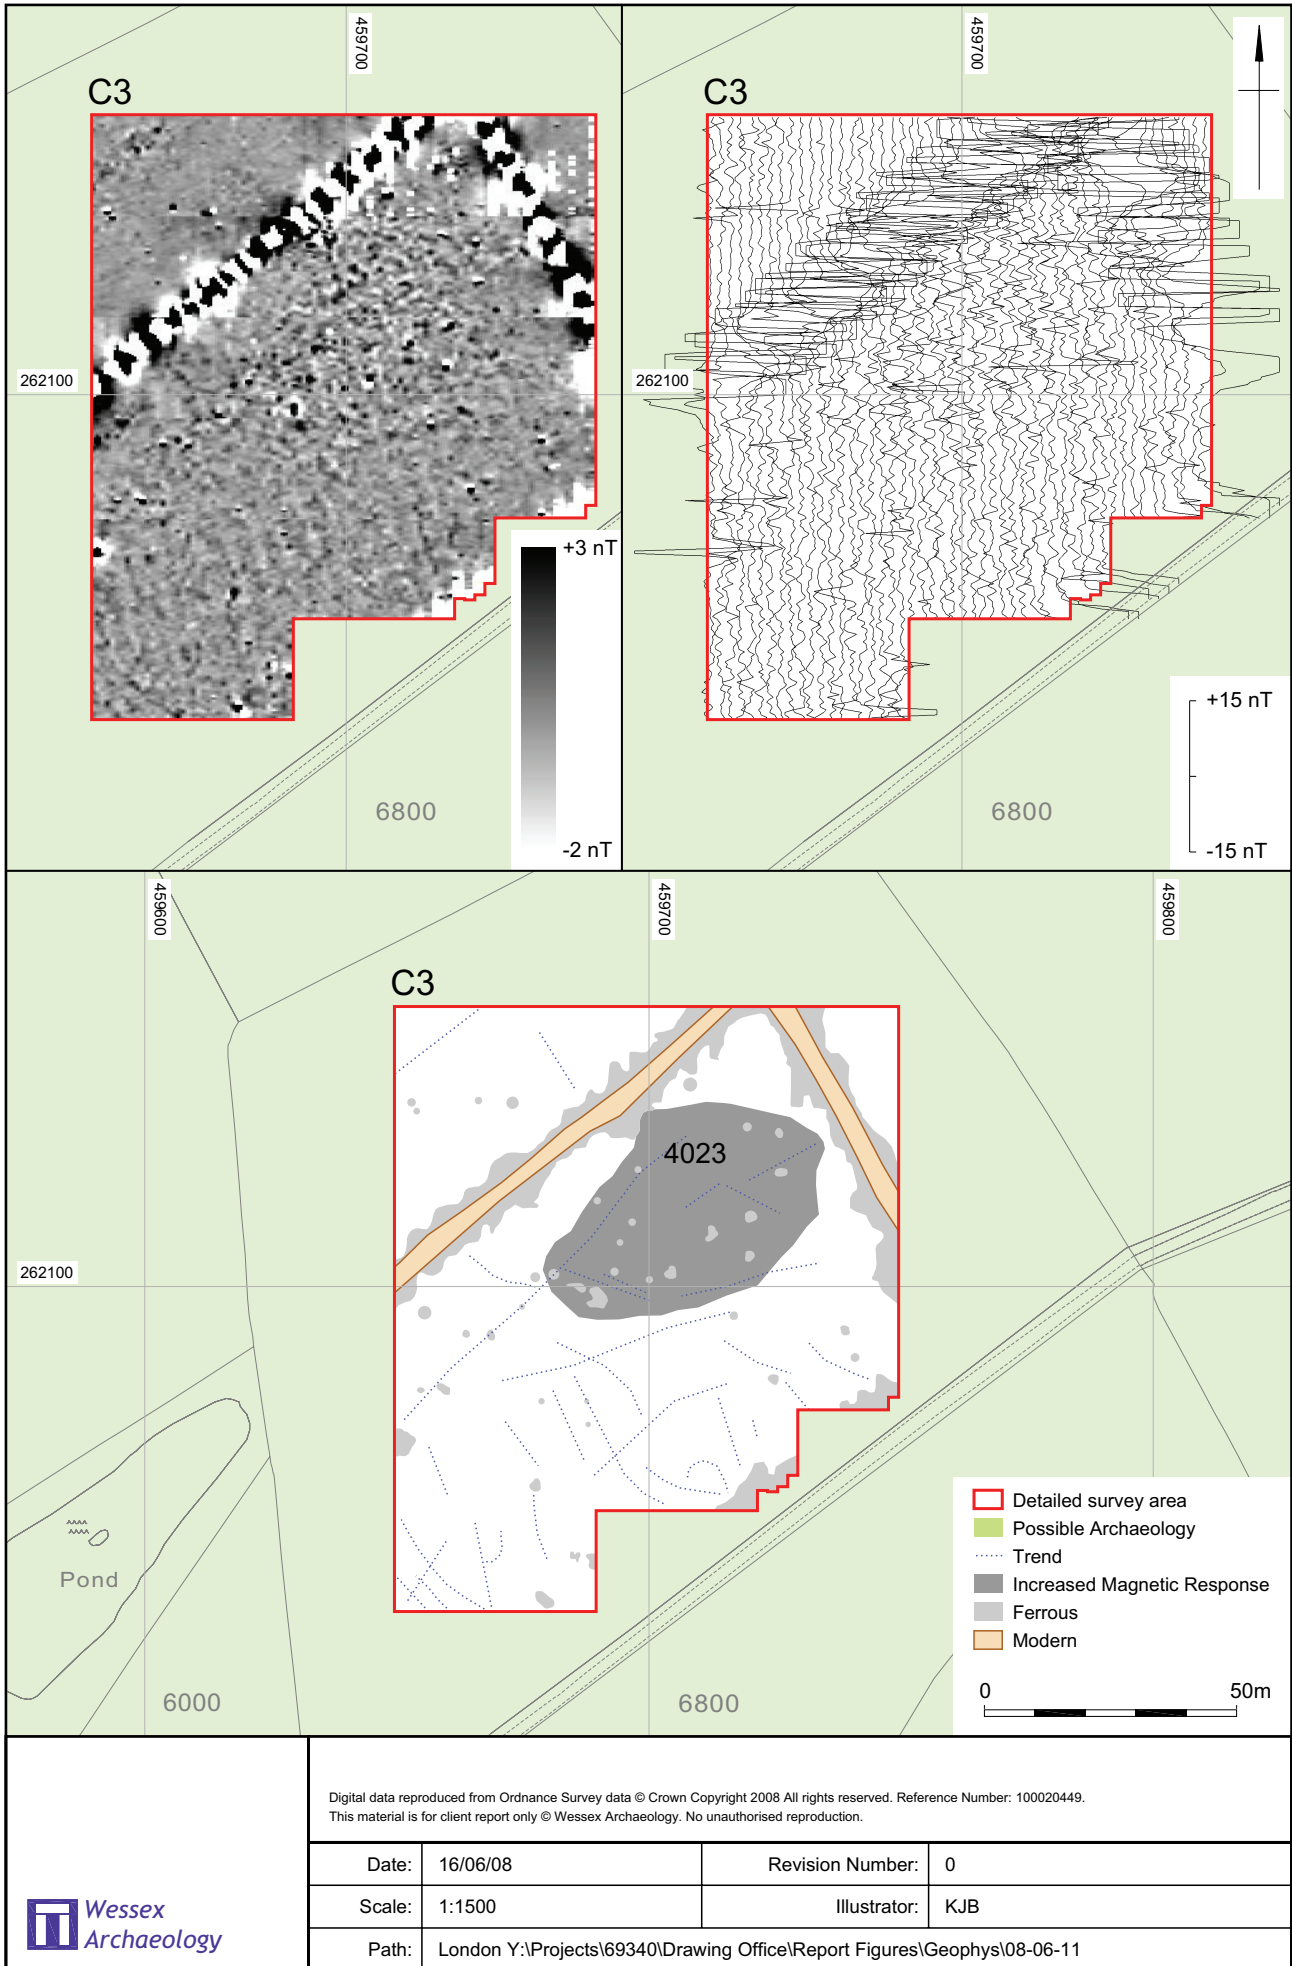 459700
C3
262100
+3 nT
-2 nT
6800
459700
C3
262100
+15 nT
-15 nT
6800
459600
459700
459800
C3
4023
262100
Pond
6000
6800
Detailed survey area
Possible Archaeology
Trend
Increased Magnetic Response
Ferrous
Modern
0 50m
Digital data reproduced from Ordnance Survey data © Crown Copyright 2008 All rights reserved. Reference Number: 100020449.
This material is for client report only © Wessex Archaeology. No unauthorised reproduction.
Date: 16/06/08 Revision Number: 0
Scale: 1:1500 Illustrator: KJB
Path: London Y:\Projects\69340\Drawing Office\Report Figures\Geophys\08-06-11
Wessex
Archaeology